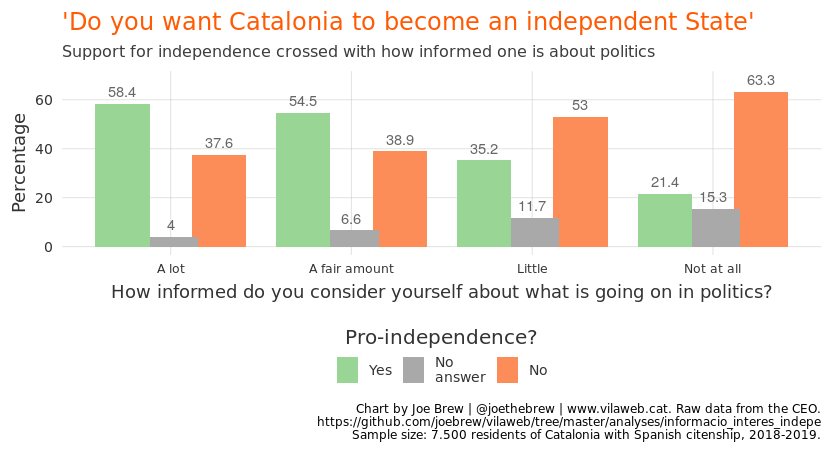 'Do you want Catalonia to become an independent State'
Support for independence crossed with how informed one is about politics
Percentage
60
40
20
0
58.4
4
37.6
54.5
6.6
38.9
35.2
11.7
53
21.4
15.3
63.3
A lot
A fair amount
Little
Not at all
How informed do you consider yourself about what is going on in politics?
Pro-independence?
Yes
No
answer
No
Chart by Joe Brew | @joethebrew | www.vilaweb.cat. Raw data from the CEO.
https://github.com/joebrew/vilaweb/tree/master/analyses/informacio_interes_indepe
Sample size: 7.500 residents of Catalonia with Spanish citenship, 2018-2019.